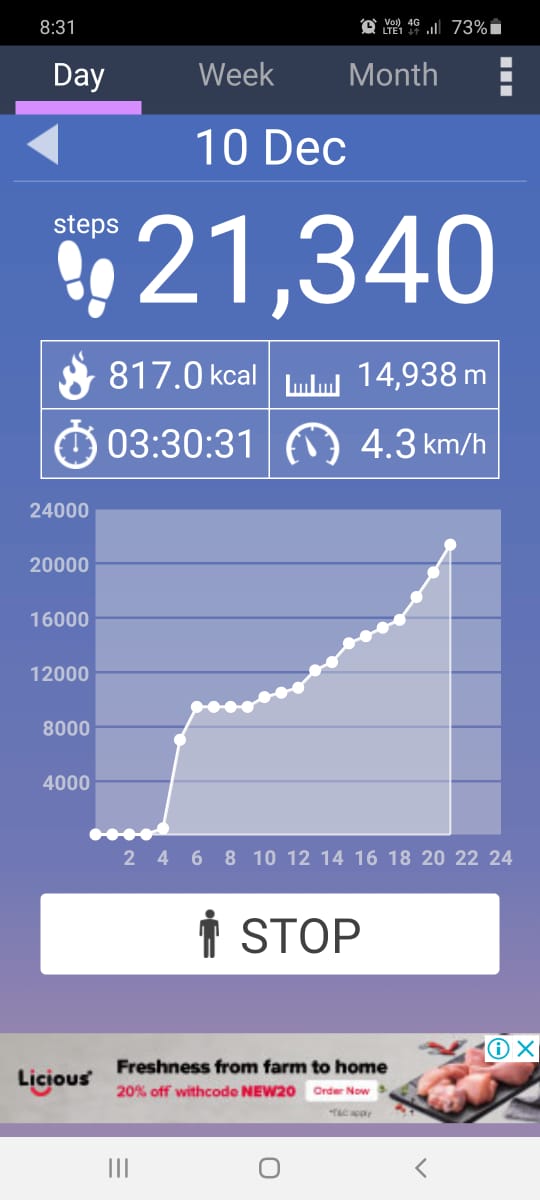 8:31 Vo)) LTE1 4G 73%
Day Week Month
10 Dec
steps 21,340
817.0 kcal 14,938 m
03:30:31 4.3 km/h
24000
20000
16000
12000
8000
4000
2 4 6 8 10 12 14 16 18 20 22 24
STOP
Licious
Freshness from farm to home
20% off withcode NEW20 Order Now
*T&C apply